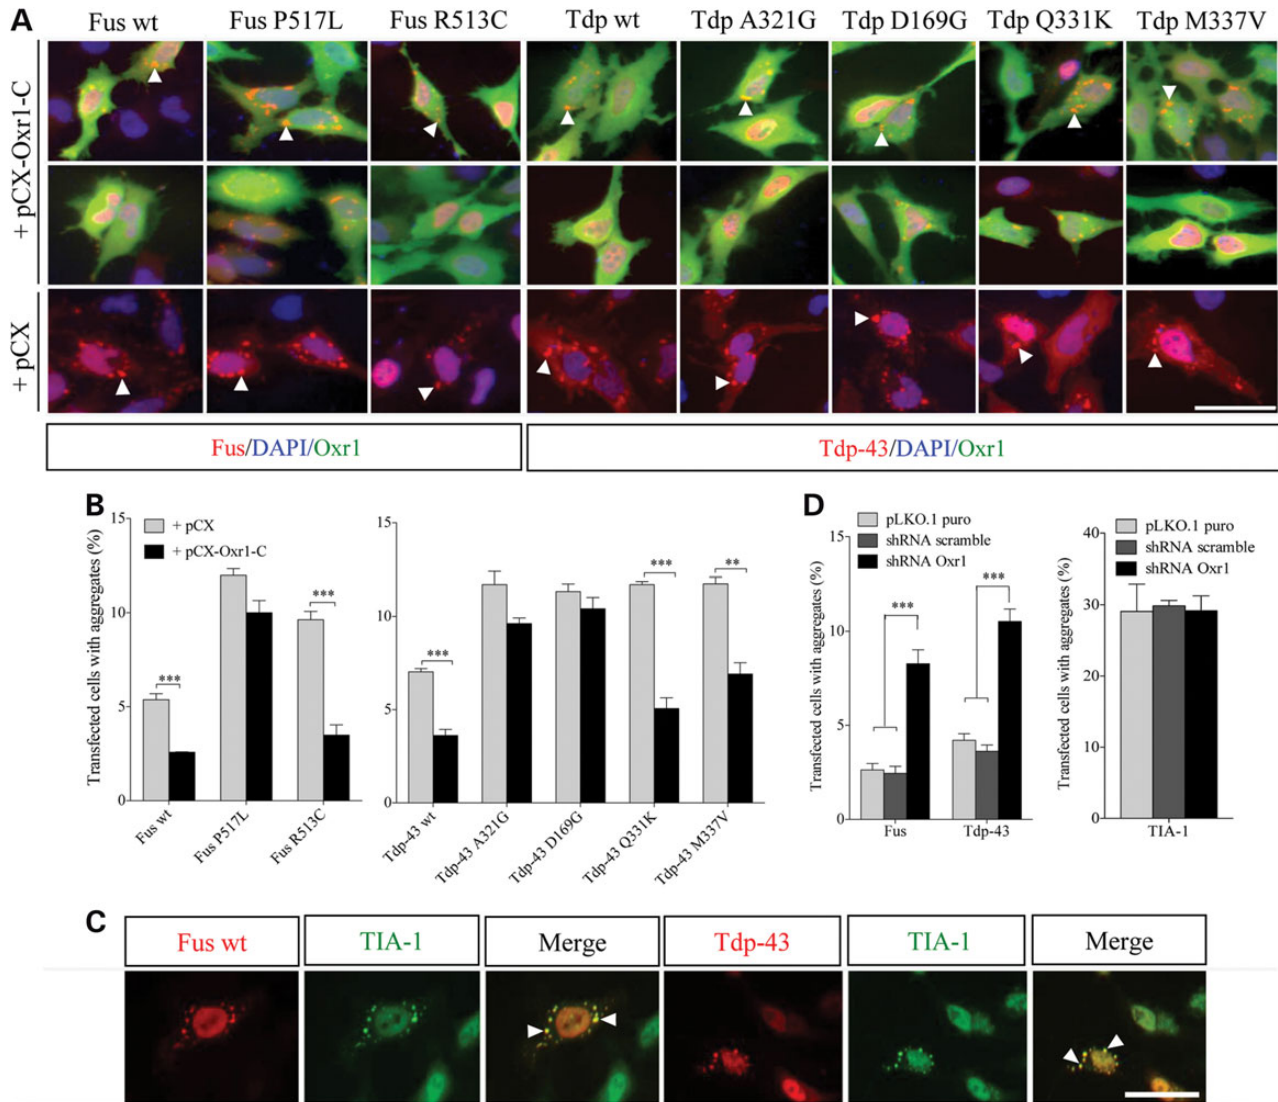 A
Fus wt Fus P517L Fus R513C Tdp wt Tdp A321G Tdp D169G Tdp Q331K Tdp M337V
+ pCX-Oxr1-C
+ pCX
Fus/DAPI/Oxr1
Tdp-43/DAPI/Oxr1
B
Transfected cells with aggregates (%)
15
10
5
0
+ pCX
+ pCX-Oxr1-C
***
***
Fus wt
Fus P517L
Fus R513C
15
10
5
0
***
***
**
Tdp-43 wt
Tdp-43 A321G
Tdp-43 D169G
Tdp-43 Q331K
Tdp-43 M337V
D
pLKO.1 puro
shRNA scramble
shRNA Oxr1
Transfected cells with aggregates (%)
15
10
5
0
***
***
Fus
Tdp-43
pLKO.1 puro
shRNA scramble
shRNA Oxr1
Transfected cells with aggregates (%)
40
30
20
10
0
TIA-1
C
Fus wt TIA-1 Merge Tdp-43 TIA-1 Merge